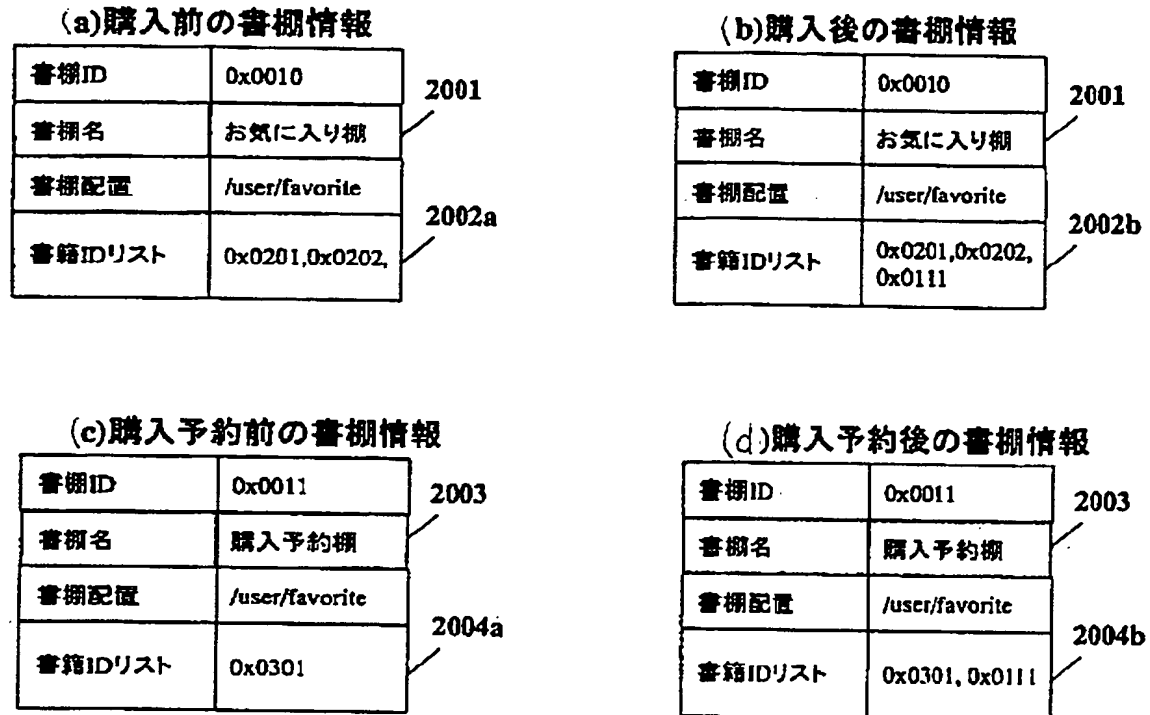 (a)購入前の書棚情報
書棚ID 0x0010
書棚名 お気に入り棚
書棚配置 /user/favorite
書籍IDリスト 0x0201,0x0202,
2001
2002a
(b)購入後の書棚情報
書棚ID 0x0010
書棚名 お気に入り棚
書棚配置 /user/favorite
書籍IDリスト 0x0201,0x0202,
0x0111
2001
2002b
(c)購入予約前の書棚情報
書棚ID 0x0011
書棚名 購入予約棚
書棚配置 /user/favorite
書籍IDリスト 0x0301
2003
2004a
(d)購入予約後の書棚情報
書棚ID 0x0011
書棚名 購入予約棚
書棚配置 /user/favorite
書籍IDリスト 0x0301, 0x0111
2003
2004b